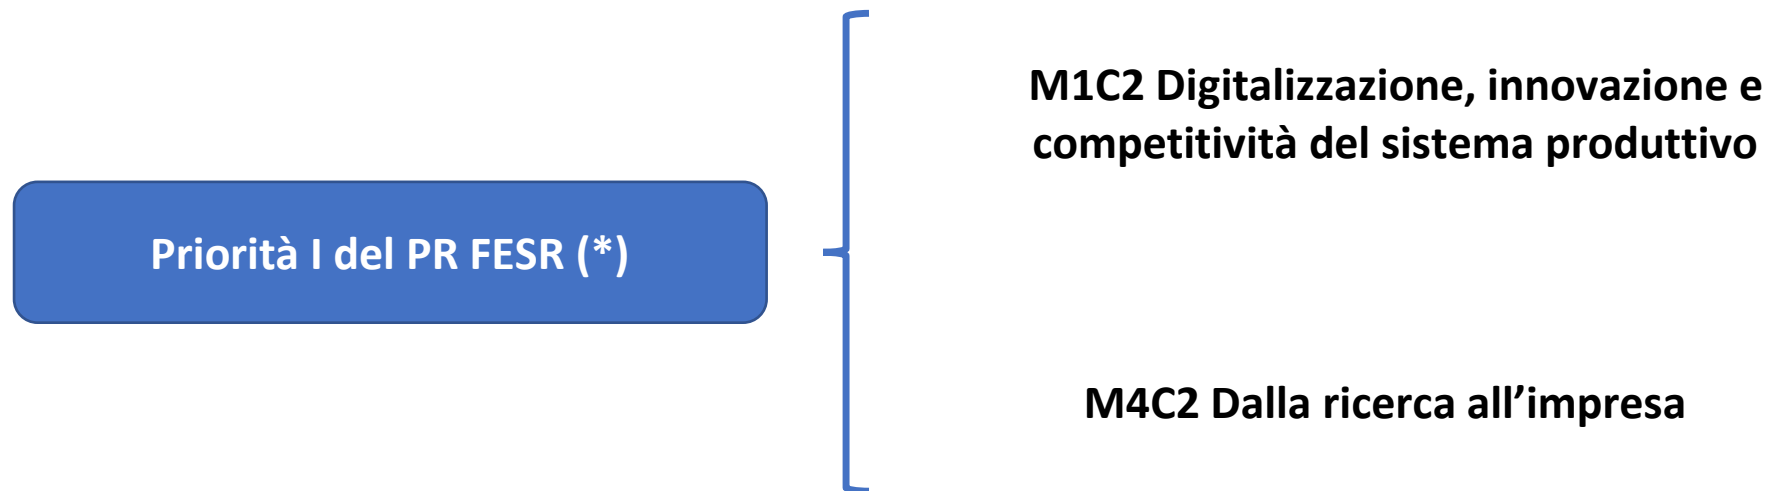 M1C2 Digitalizzazione, innovazione e
competitività del sistema produttivo
Priorità I del PR FESR (*)
M4C2 Dalla ricerca all’impresa